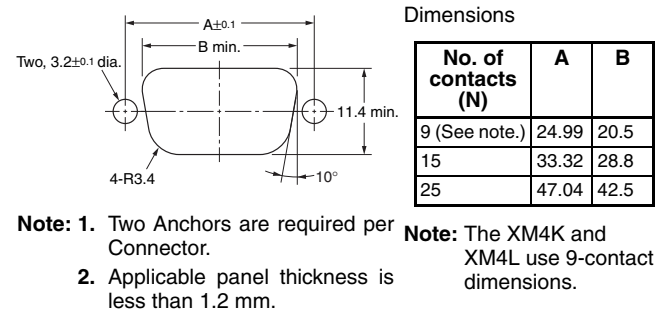 A±0.1
B min.
Two, 3.2±0.1 dia.
11.4 min.
4-R3.4
10°
Note: 1. Two Anchors are required per
Connector.
2. Applicable panel thickness is
less than 1.2 mm.
Dimensions
No. of
contacts
(N) A B
9 (See note.) 24.99 20.5
15 33.32 28.8
25 47.04 42.5
Note: The XM4K and
XM4L use 9-contact
dimensions.